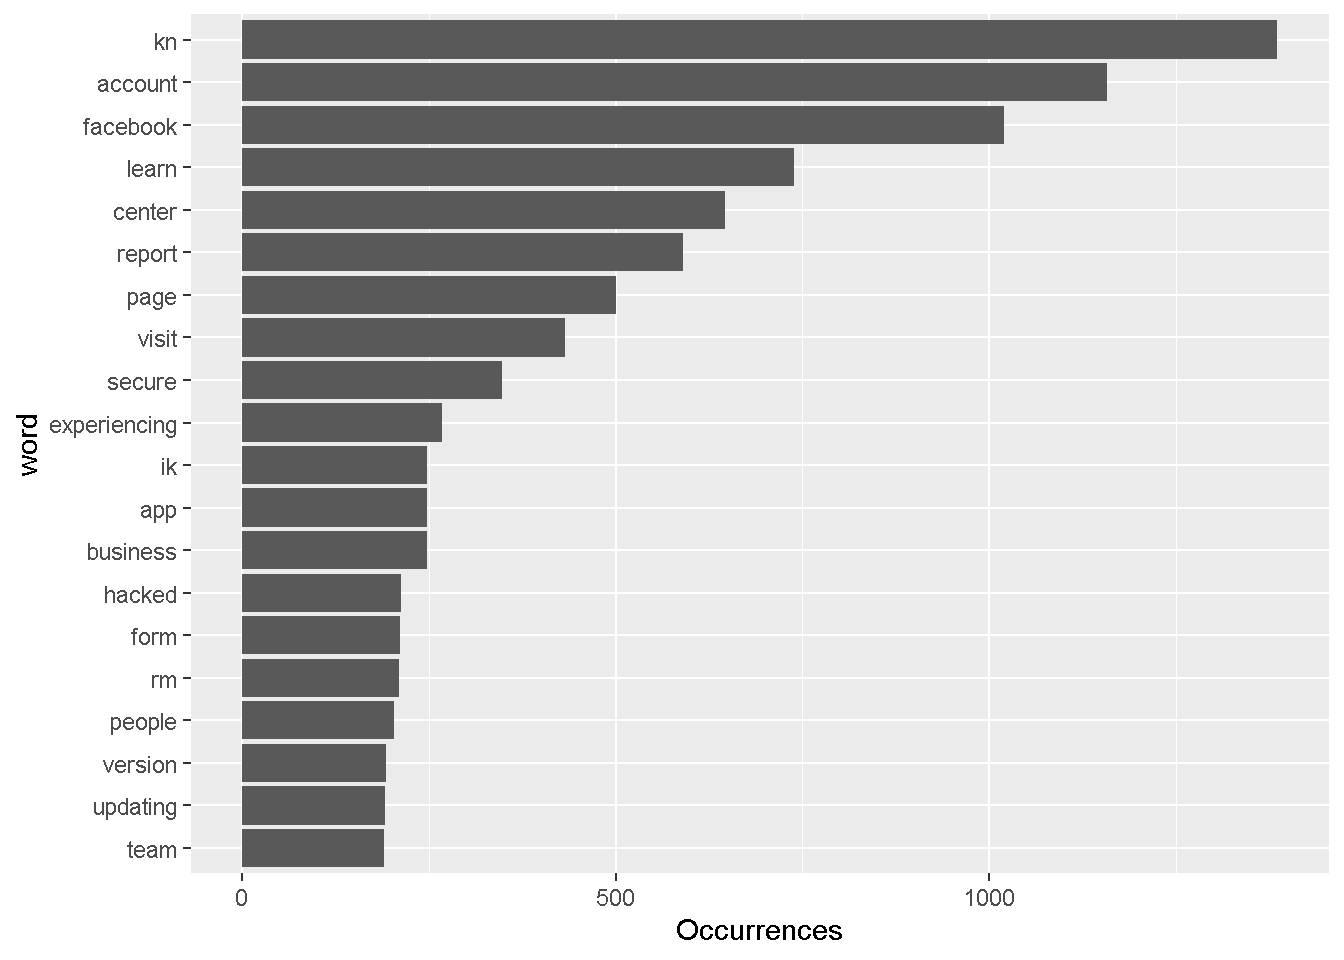 kn
account
facebook
learn
center
report
page
visit
secure
experiencing
ik
app
business
hacked
form
rm
people
version
updating
team
word
0 500 1000
Occurrences